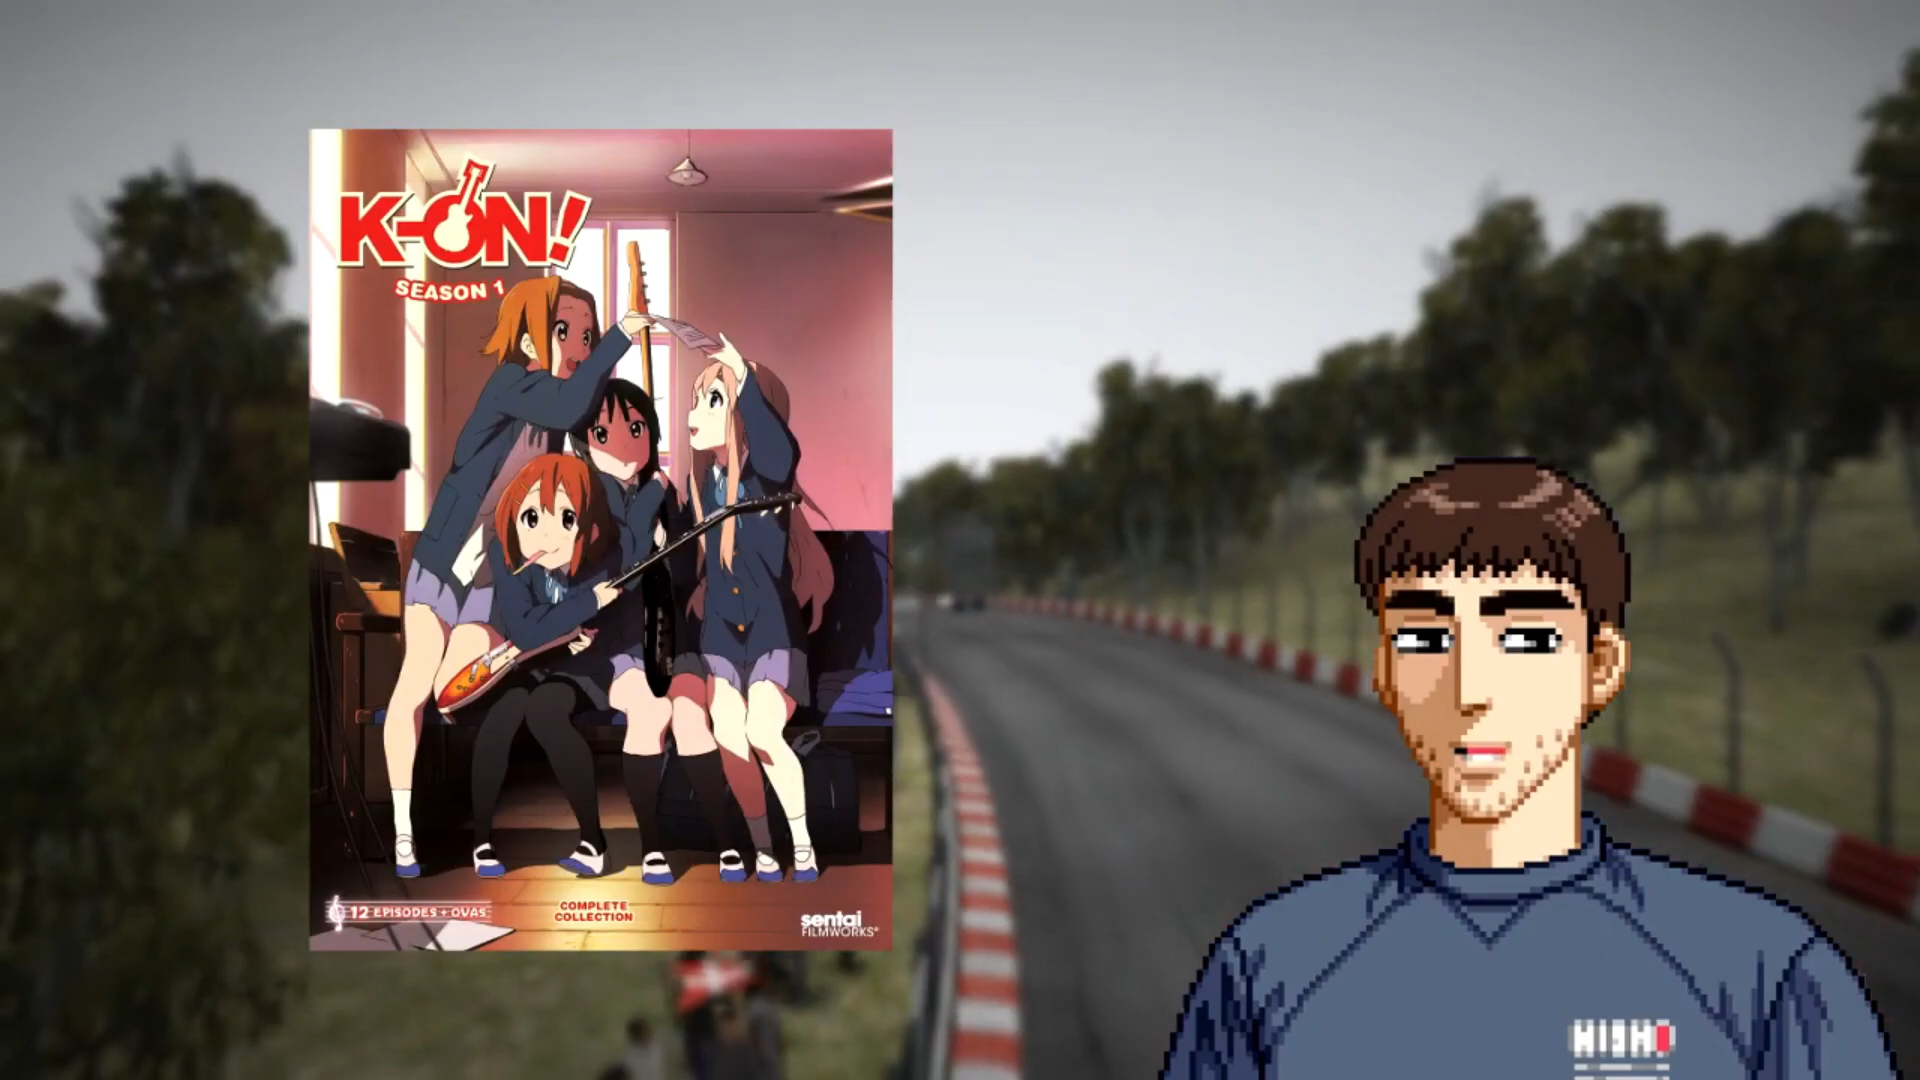 K-ON!
SEASON 1
12 EPISODES + OVAS
COMPLETE
COLLECTION
sentai
FILMWORKS